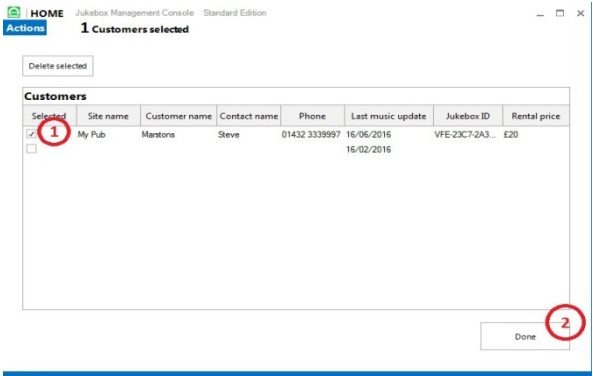 HOME Jukebox Management Console Standard Edition
Actions 1 Customers selected
Delete selected
Customers
Selected Site name Customer name Contact name Phone Last music update Jukebox ID Rental price
1 My Pub Marstons Steve 01432 3339997 16/06/2016 VFE-23C7-2A3... £20
16/02/2016
2
Done